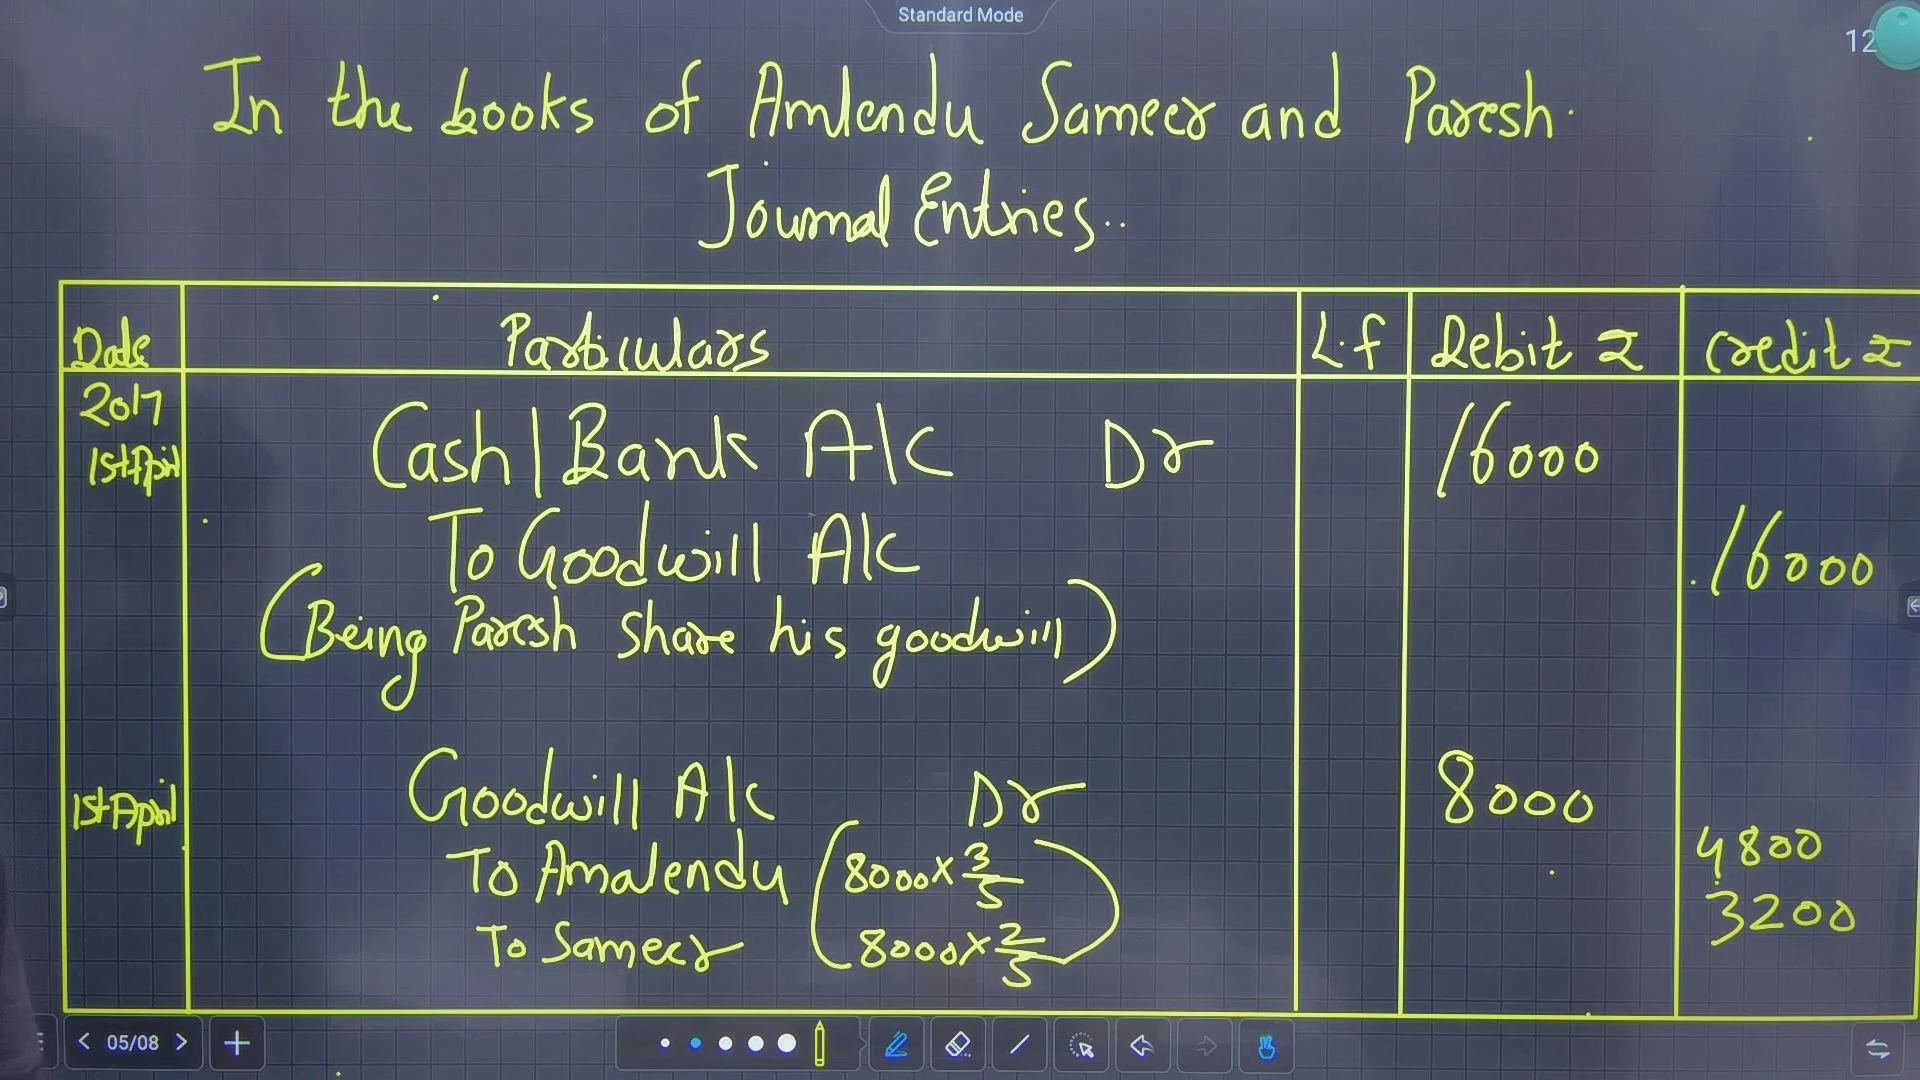 Standard Mode
12
In the books of Amlendu Sameer and Paresh.
Journal Entries..
Date Particulars L.f Debit ₹ Credit ₹
2017
1st April Cash/Bank A/C Dr 16000
To Goodwill A/C 16000
(Being Paresh share his goodwill)
1st April Goodwill A/C Dr 8000
To Amalendu (8000 × 3/5 4800
To Sameer 8000 × 2/5) 3200
05/08